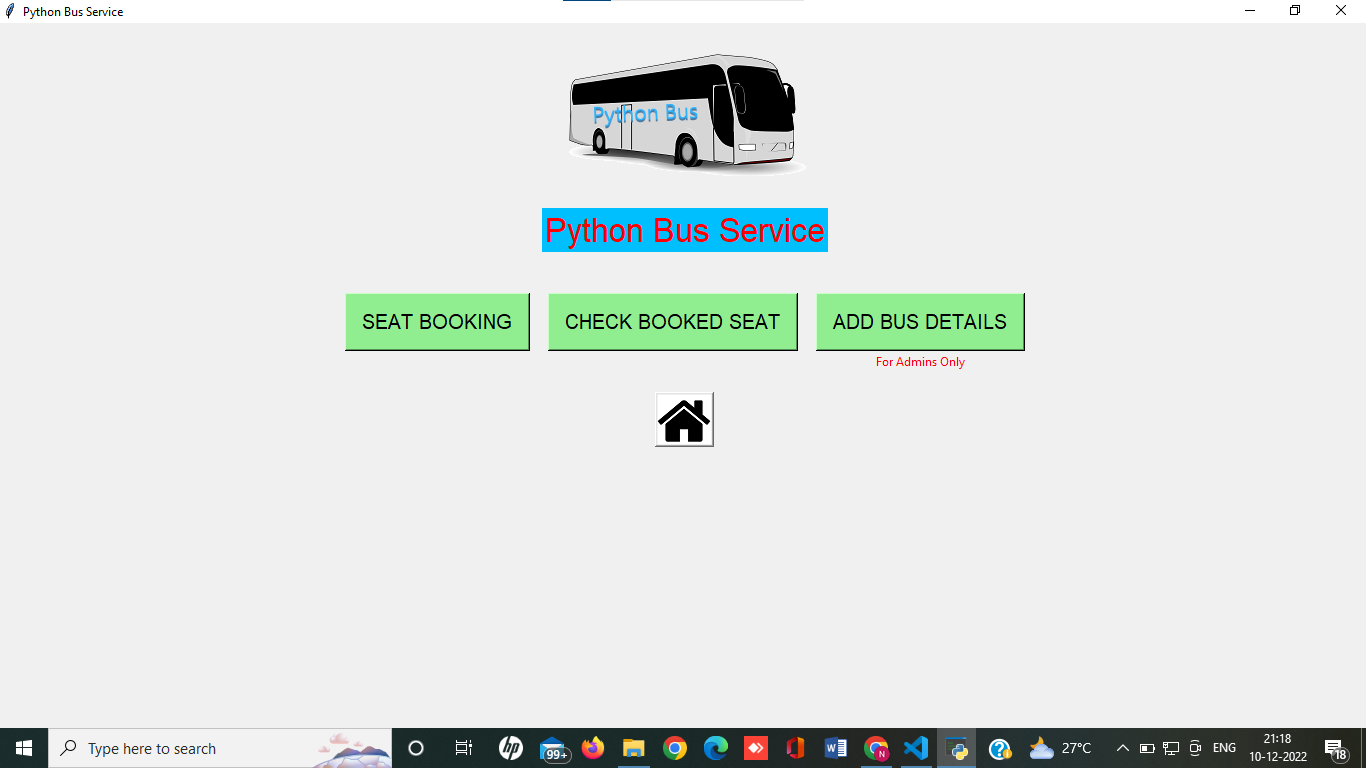 Python Bus Service
Python Bus
Python Bus Service
SEAT BOOKING
CHECK BOOKED SEAT
ADD BUS DETAILS
For Admins Only
Type here to search
hp
99+
W
N
27°C
ENG
21:18
10-12-2022
18